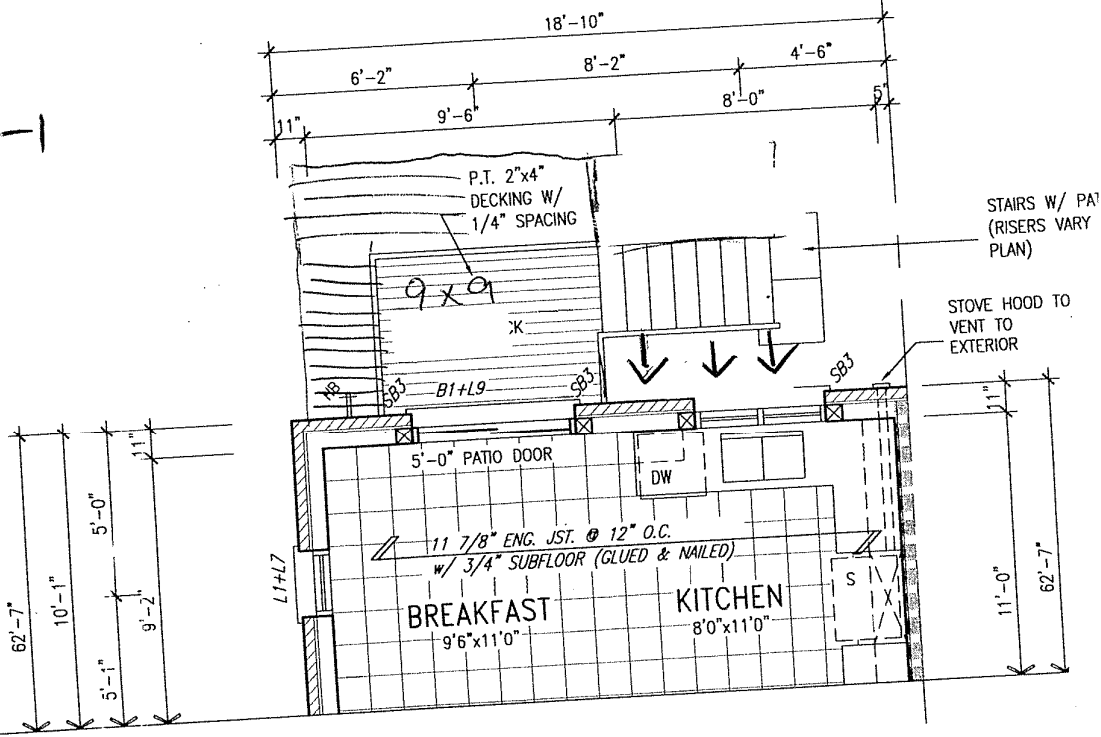 18'-10"
6'-2"
8'-2"
4'-6"
11"
9'-6"
8'-0"
5"
P.T. 2"x4"
DECKING W/
1/4" SPACING
STAIRS W/ PAT
(RISERS VARY
PLAN)
9 x 9
STOVE HOOD TO
VENT TO
EXTERIOR
HB
SB3
B1+L9
SB3
SB3
11"
5'-0" PATIO DOOR
DW
11"
5'-0"
11 7/8" ENG. JST. @ 12" O.C.
w/ 3/4" SUBFLOOR (GLUED & NAILED)
L1+L7
S
BREAKFAST
9'6"x11'0"
KITCHEN
8'0"x11'0"
62'-7"
10'-1"
9'-2"
5'-1"
11'-0"
62'-7"